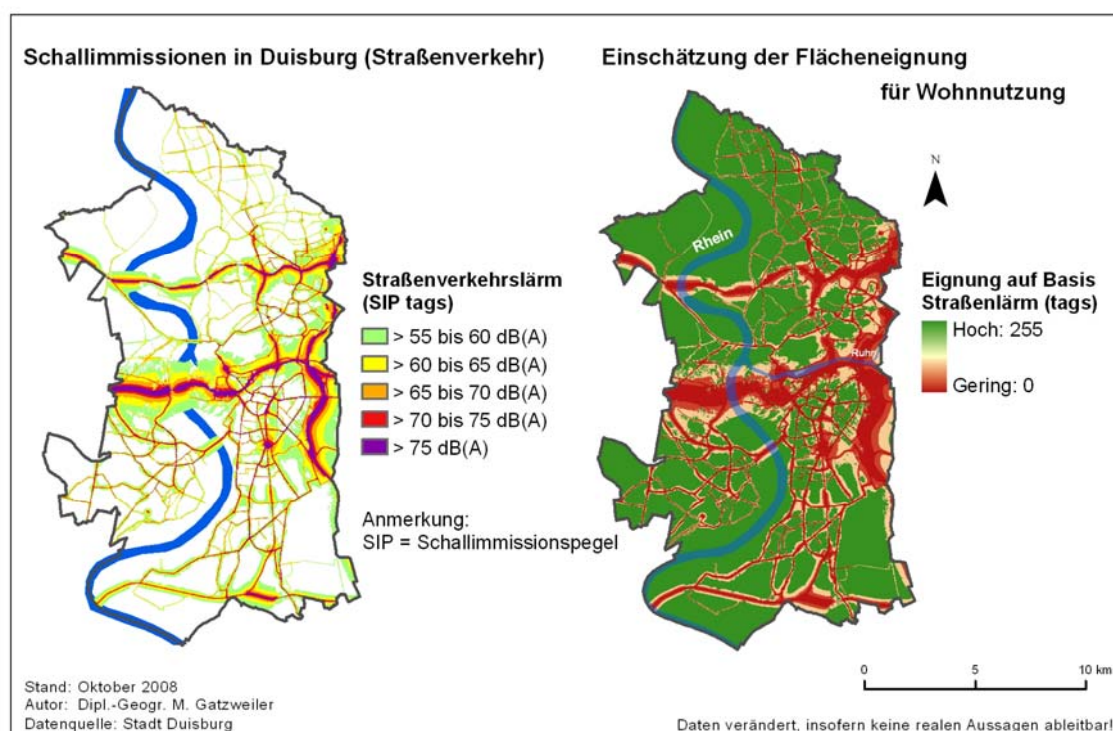 Schallimmissionen in Duisburg (Straßenverkehr)
Einschätzung der Flächeneignung
für Wohnnutzung
N
Rhein
Ruhr
Straßenverkehrslärm
(SIP tags)
> 55 bis 60 dB(A)
> 60 bis 65 dB(A)
> 65 bis 70 dB(A)
> 70 bis 75 dB(A)
> 75 dB(A)
Anmerkung:
SIP = Schallimmissionspegel
Eignung auf Basis
Straßenlärm (tags)
Hoch: 255
Gering: 0
0 5 10 km
Stand: Oktober 2008
Autor: Dipl.-Geogr. M. Gatzweiler
Datenquelle: Stadt Duisburg
Daten verändert, insofern keine realen Aussagen ableitbar!